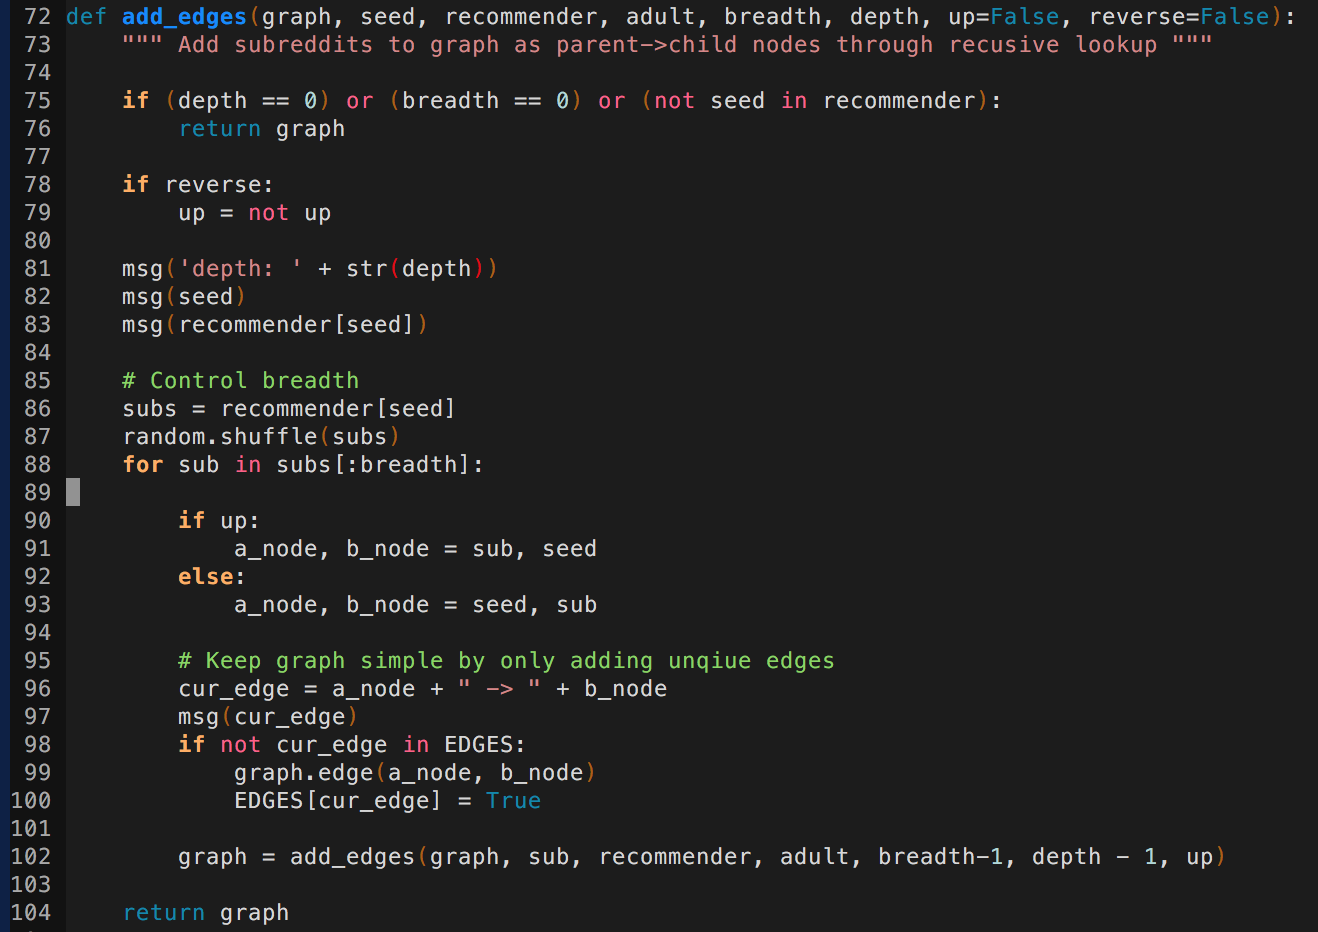 72 def add_edges(graph, seed, recommender, adult, breadth, depth, up=False, reverse=False):
73     """ Add subreddits to graph as parent->child nodes through recusive lookup """
74
75     if (depth == 0) or (breadth == 0) or (not seed in recommender):
76         return graph
77
78     if reverse:
79         up = not up
80
81     msg('depth: ' + str(depth))
82     msg(seed)
83     msg(recommender[seed])
84
85     # Control breadth
86     subs = recommender[seed]
87     random.shuffle(subs)
88     for sub in subs[:breadth]:
89
90         if up:
91             a_node, b_node = sub, seed
92         else:
93             a_node, b_node = seed, sub
94
95         # Keep graph simple by only adding unqiue edges
96         cur_edge = a_node + " -> " + b_node
97         msg(cur_edge)
98         if not cur_edge in EDGES:
99             graph.edge(a_node, b_node)
100             EDGES[cur_edge] = True
101
102         graph = add_edges(graph, sub, recommender, adult, breadth-1, depth - 1, up)
103
104     return graph